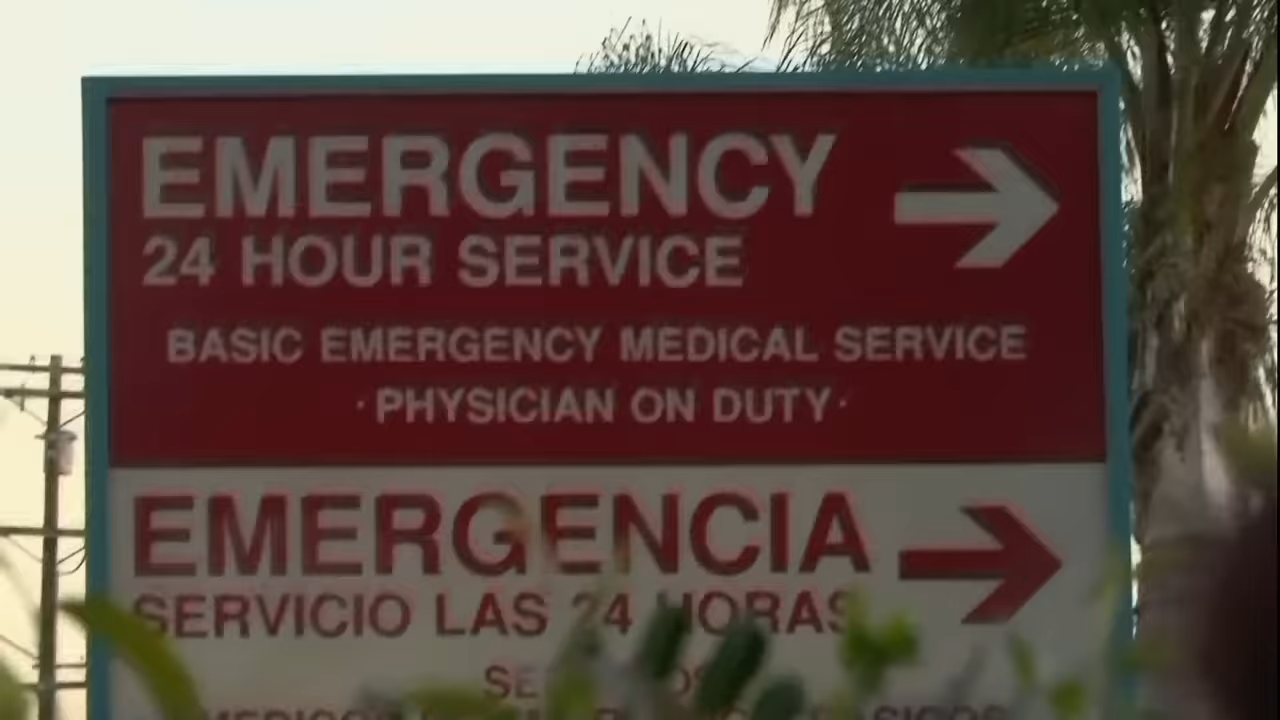 EMERGENCY
24 HOUR SERVICE
BASIC EMERGENCY MEDICAL SERVICE
· PHYSICIAN ON DUTY ·
EMERGENCIA
SERVICIO LAS 24 HORAS